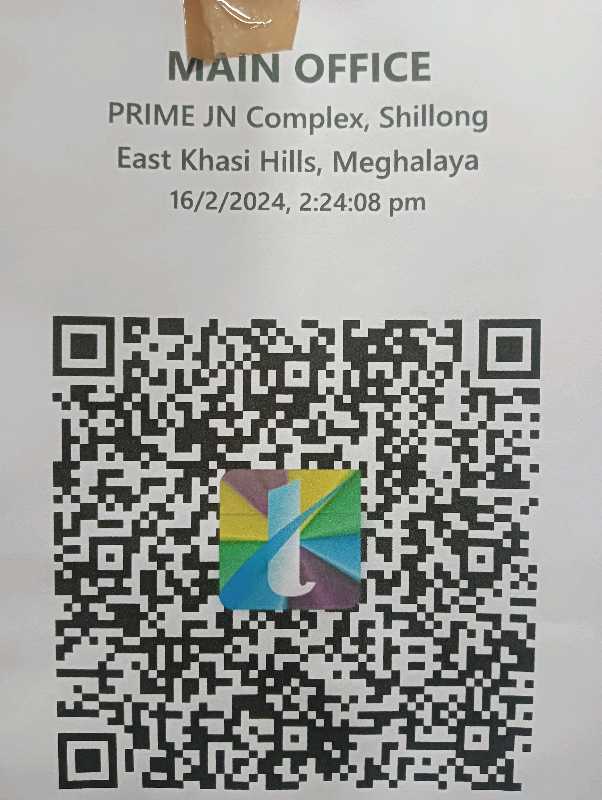 MAIN OFFICE
PRIME JN Complex, Shillong
East Khasi Hills, Meghalaya
16/2/2024, 2:24:08 pm
t